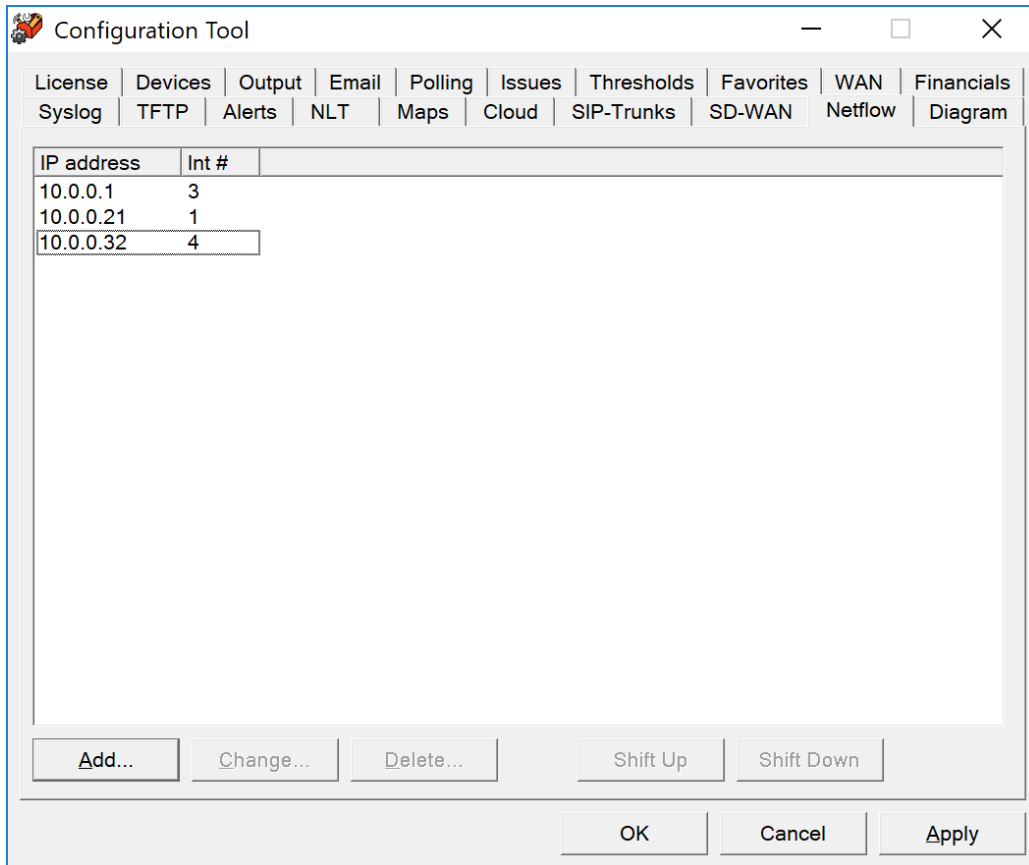 Configuration Tool
License Devices Output Email Polling Issues Thresholds Favorites WAN Financials
Syslog TFTP Alerts NLT Maps Cloud SIP-Trunks SD-WAN Netflow Diagram
IP address Int #
10.0.0.1 3
10.0.0.21 1
10.0.0.32 4
Add... Change... Delete... Shift Up Shift Down
OK Cancel Apply